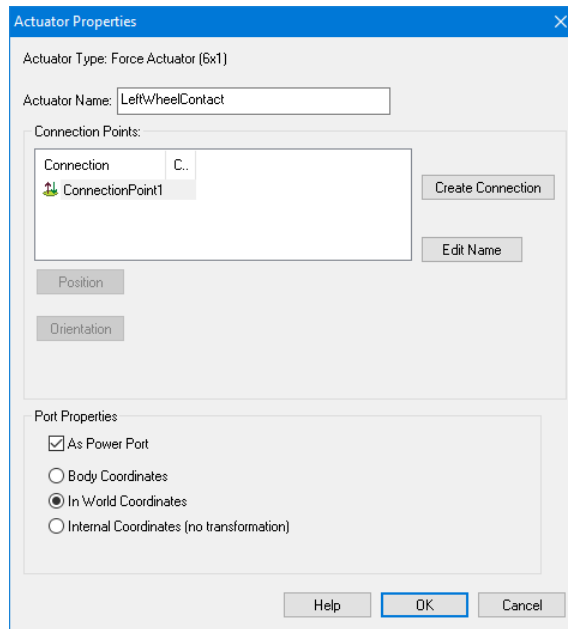 Actuator Properties
Actuator Type: Force Actuator (6x1)
Actuator Name: LeftWheelContact
Connection Points:
Connection C..
ConnectionPoint1
Create Connection
Edit Name
Position
Orientation
Port Properties
As Power Port
Body Coordinates
In World Coordinates
Internal Coordinates (no transformation)
Help OK Cancel